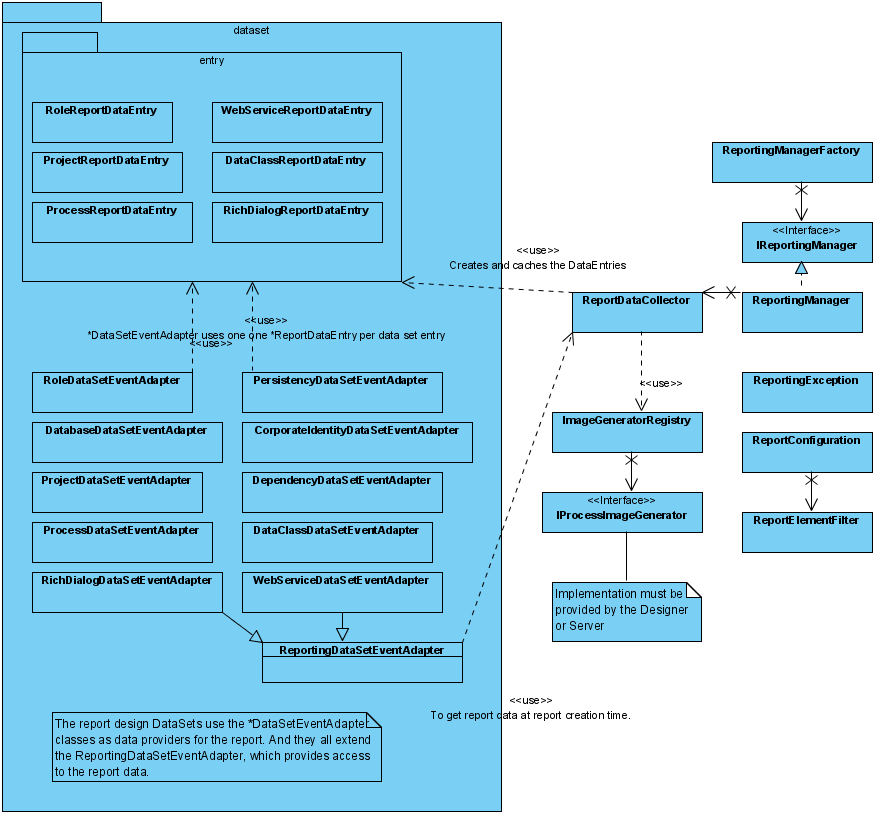 dataset
entry
RoleReportDataEntry
WebServiceReportDataEntry
ProjectReportDataEntry
DataClassReportDataEntry
ProcessReportDataEntry
RichDialogReportDataEntry
ReportingManagerFactory
<<Interface>>
IReportingManager
<<use>>
Creates and caches the DataEntries
ReportDataCollector
ReportingManager
<<use>>
*DataSetEventAdapter uses one one *ReportDataEntry per data set entry
<<use>>
RoleDataSetEventAdapter
PersistencyDataSetEventAdapter
<<use>>
ReportingException
DatabaseDataSetEventAdapter
CorporateIdentityDataSetEventAdapter
ImageGeneratorRegistry
ReportConfiguration
ProjectDataSetEventAdapter
DependencyDataSetEventAdapter
<<Interface>>
IProcessImageGenerator
ReportElementFilter
ProcessDataSetEventAdapter
DataClassDataSetEventAdapter
RichDialogDataSetEventAdapter
WebServiceDataSetEventAdapter
Implementation must be
provided by the Designer
or Server
ReportingDataSetEventAdapter
<<use>>
To get report data at report creation time.
The report design DataSets use the *DataSetEventAdapter
classes as data providers for the report. And they all extend
the ReportingDataSetEventAdapter, which provides access
to the report data.